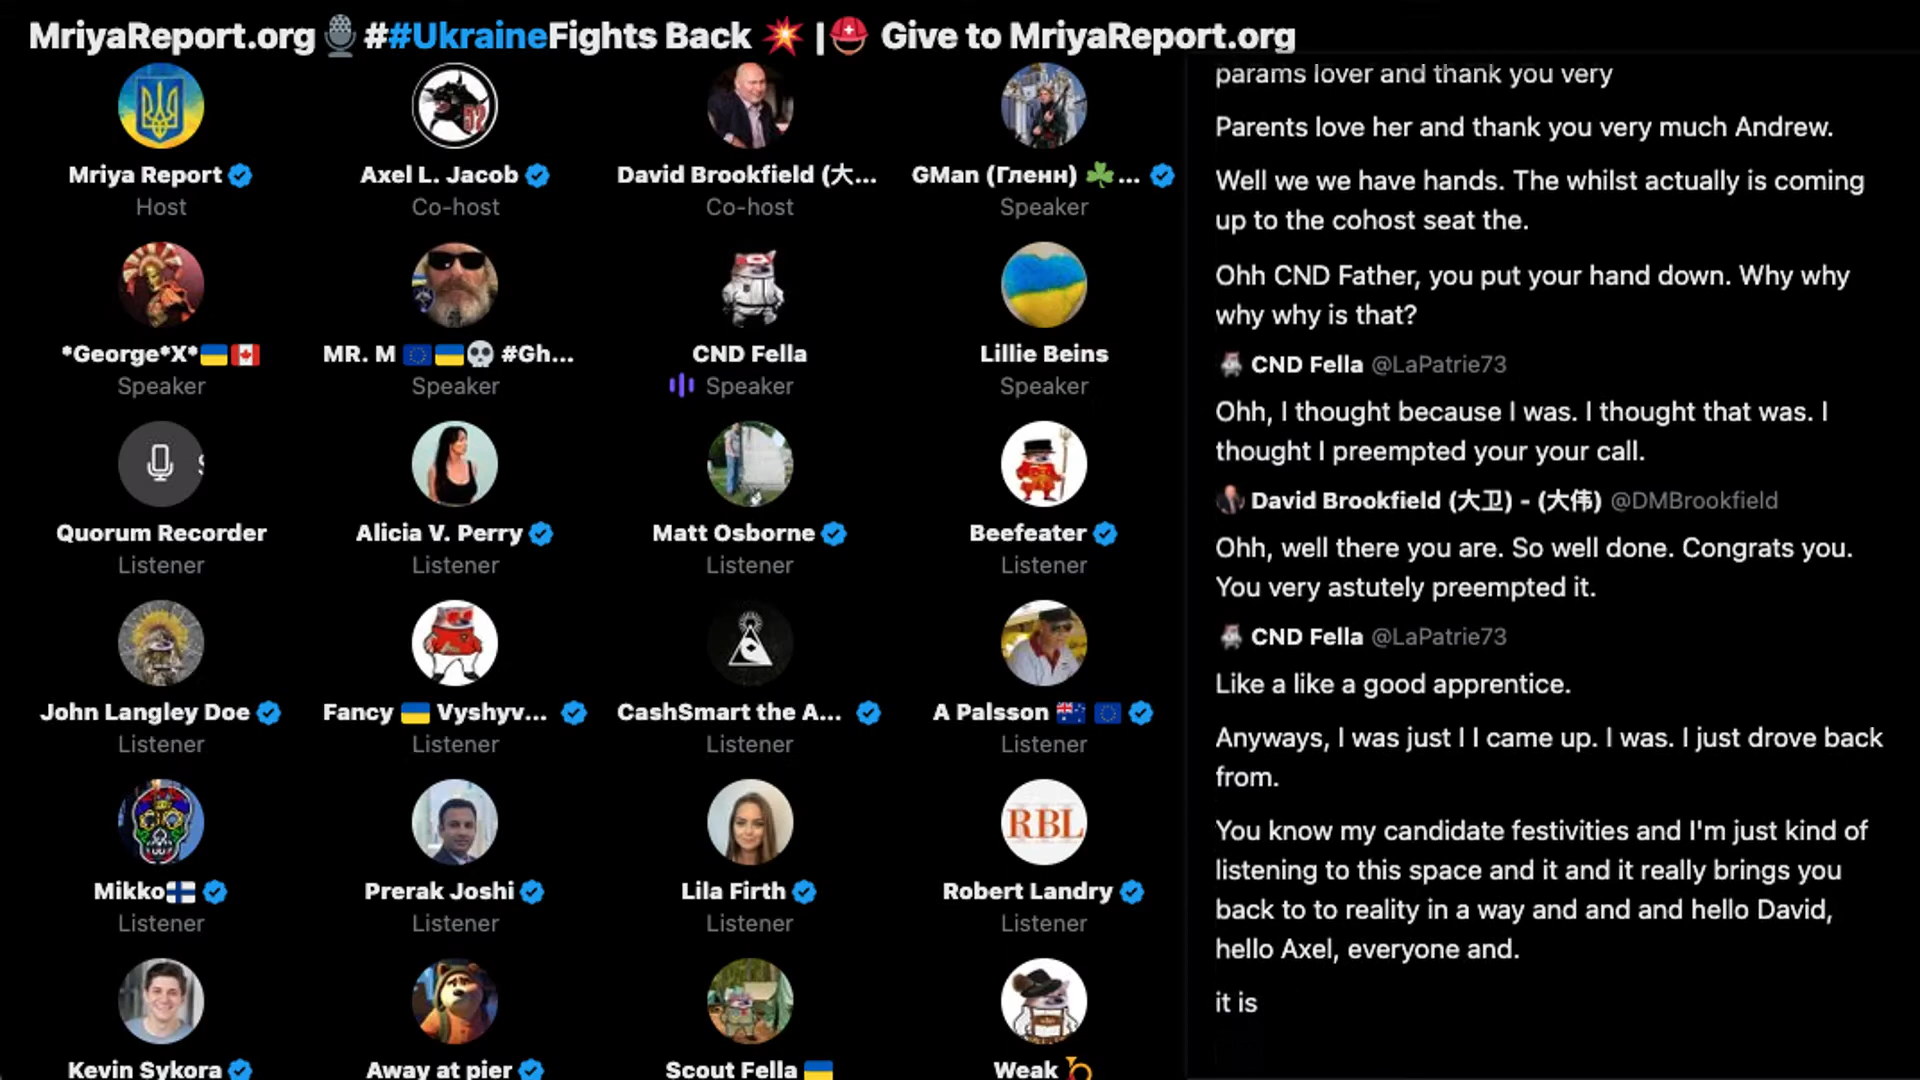 MriyaReport.org🎙️##UkraineFights Back 💥 |⛑️ Give to MriyaReport.org
Mriya Report
Host
Axel L. Jacob
Co-host
David Brookfield (大...
Co-host
GMan (Гленн) ☘️...
Speaker
*George*X*🇺🇦🇨🇦
Speaker
MR. M 🇪🇺🇺🇦💀 #Gh...
Speaker
CND Fella
Speaker
Lillie Beins
Speaker
Quorum Recorder
Listener
Alicia V. Perry
Listener
Matt Osborne
Listener
Beefeater
Listener
John Langley Doe
Listener
Fancy 🇺🇦 Vyshyv...
Listener
CashSmart the A...
Listener
A Palsson 🇦🇺 🇪🇺
Listener
Mikko🇫🇮
Listener
Prerak Joshi
Listener
Lila Firth
Listener
RBL
Robert Landry
Listener
Kevin Sykora
Away at pier
Scout Fella 🇺🇦
Weak 📯
params lover and thank you very
Parents love her and thank you very much Andrew.
Well we we have hands. The whilst actually is coming
up to the cohost seat the.
Ohh CND Father, you put your hand down. Why why
why why is that?
CND Fella @LaPatrie73
Ohh, I thought because I was. I thought that was. I
thought I preempted your your call.
David Brookfield (大卫) - (大伟) @DMBrookfield
Ohh, well there you are. So well done. Congrats you.
You very astutely preempted it.
CND Fella @LaPatrie73
Like a like a good apprentice.
Anyways, I was just I I came up. I was. I just drove back
from.
You know my candidate festivities and I'm just kind of
listening to this space and it and it really brings you
back to to reality in a way and and and hello David,
hello Axel, everyone and.
it is